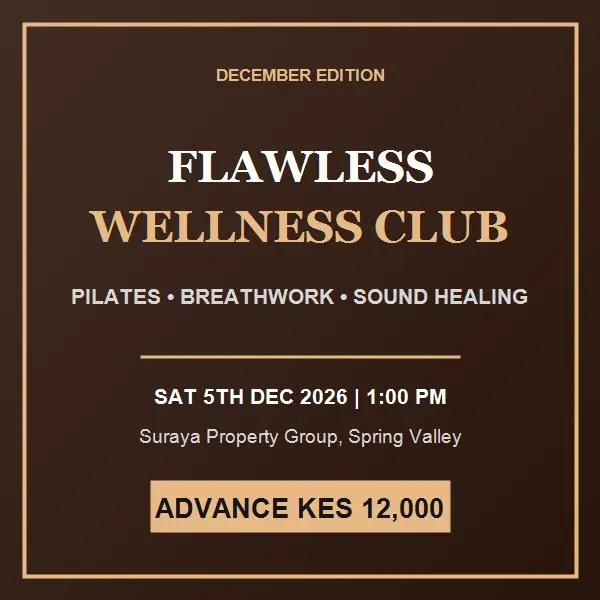 DECEMBER EDITION
FLAWLESS
WELLNESS CLUB
PILATES • BREATHWORK • SOUND HEALING
SAT 5TH DEC 2026 | 1:00 PM
Suraya Property Group, Spring Valley
ADVANCE KES 12,000